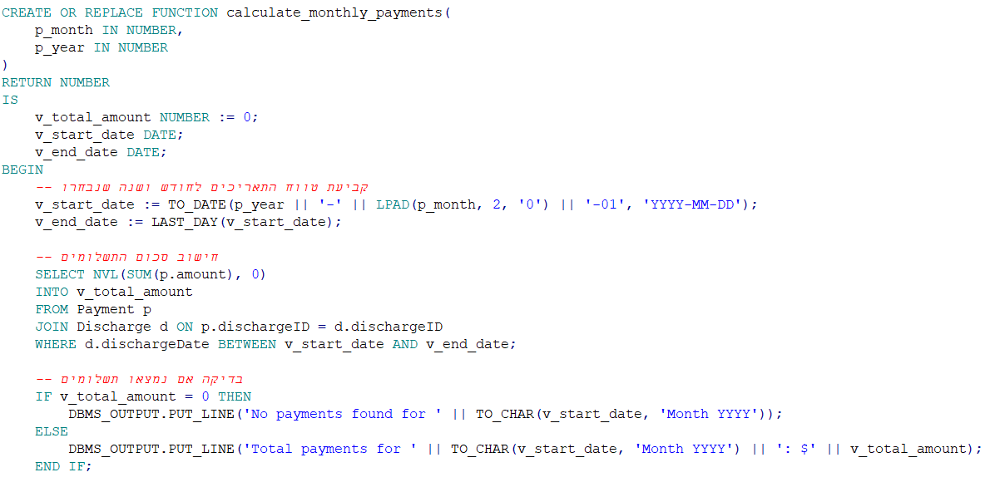 CREATE OR REPLACE FUNCTION calculate_monthly_payments(
    p_month IN NUMBER,
    p_year IN NUMBER
)
RETURN NUMBER
IS
    v_total_amount NUMBER := 0;
    v_start_date DATE;
    v_end_date DATE;
BEGIN
    -- קביעת טווח התאריכים לחודש ושנה שנבחרו
    v_start_date := TO_DATE(p_year || '-' || LPAD(p_month, 2, '0') || '-01', 'YYYY-MM-DD');
    v_end_date := LAST_DAY(v_start_date);

    -- חישוב סכום התשלומים
    SELECT NVL(SUM(p.amount), 0)
    INTO v_total_amount
    FROM Payment p
    JOIN Discharge d ON p.dischargeID = d.dischargeID
    WHERE d.dischargeDate BETWEEN v_start_date AND v_end_date;

    -- בדיקה אם נמצאו תשלומים
    IF v_total_amount = 0 THEN
        DBMS_OUTPUT.PUT_LINE('No payments found for ' || TO_CHAR(v_start_date, 'Month YYYY'));
    ELSE
        DBMS_OUTPUT.PUT_LINE('Total payments for ' || TO_CHAR(v_start_date, 'Month YYYY') || ': $' || v_total_amount);
    END IF;